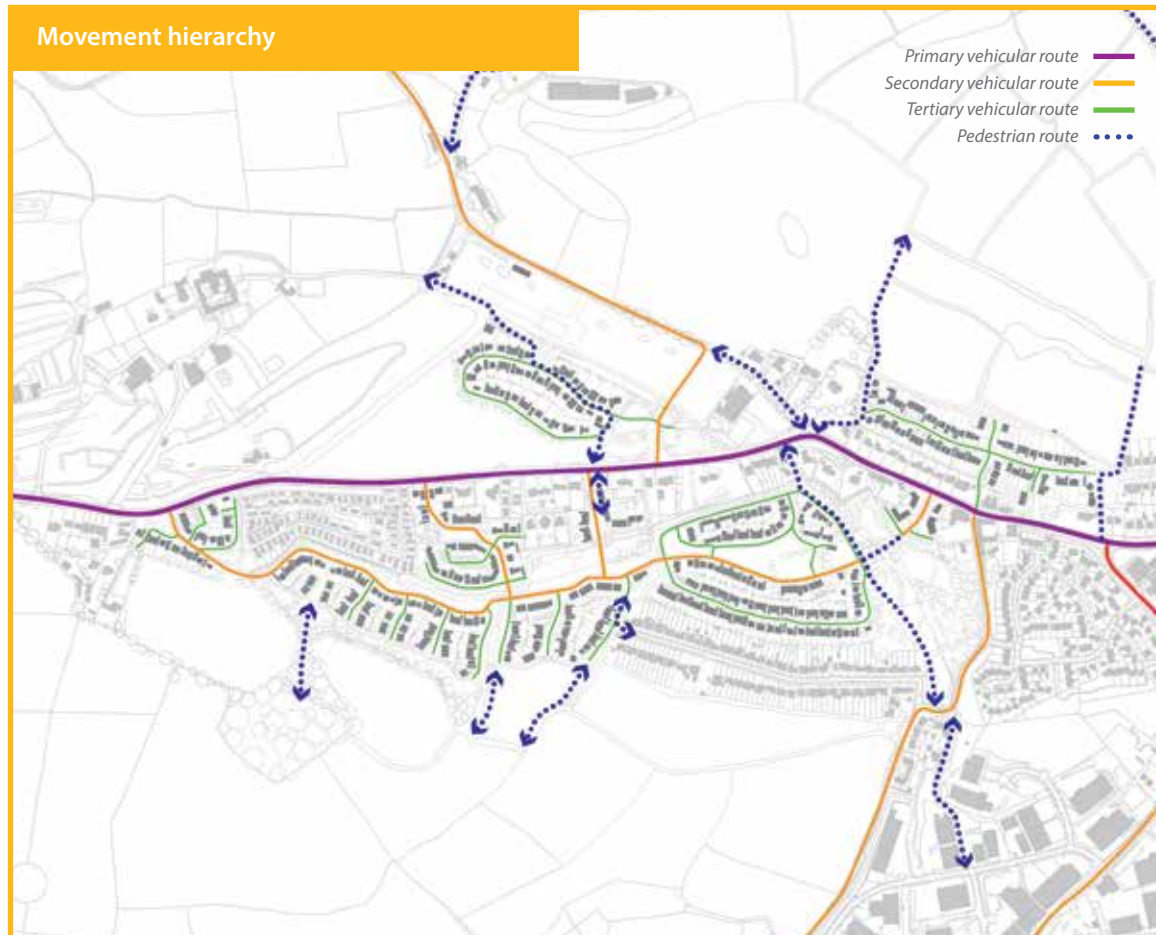 Movement hierarchy
Primary vehicular route
Secondary vehicular route
Tertiary vehicular route
Pedestrian route